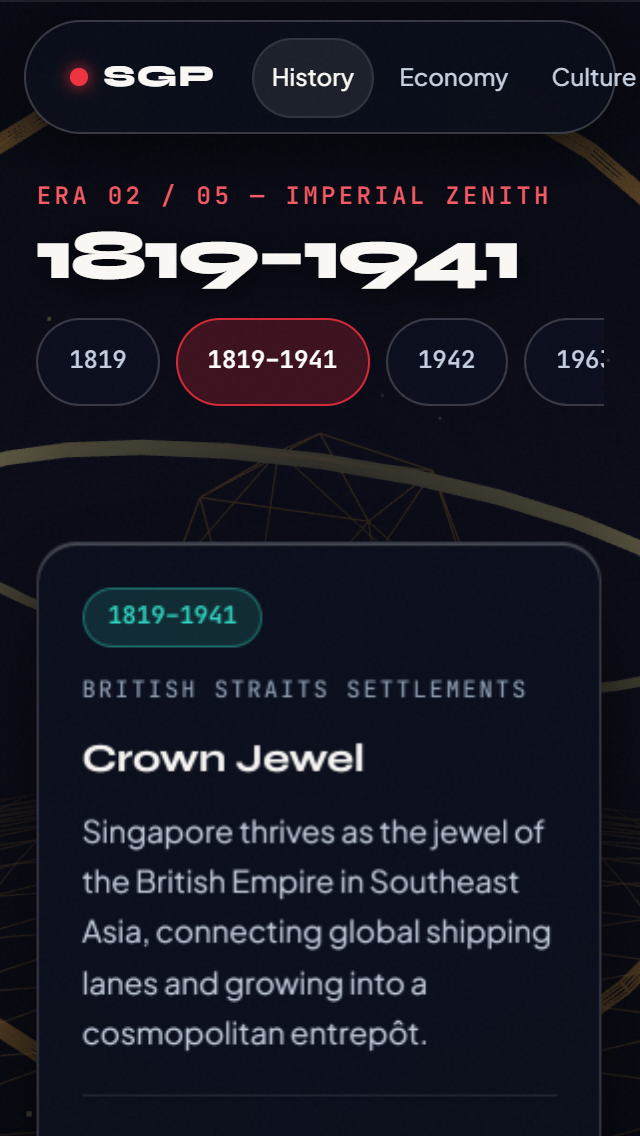 SGP History Economy Culture
ERA 02 / 05 — IMPERIAL ZENITH
1819–1941
1819 1819–1941 1942
1819–1941
BRITISH STRAITS SETTLEMENTS
Crown Jewel
Singapore thrives as the jewel of
the British Empire in Southeast
Asia, connecting global shipping
lanes and growing into a
cosmopolitan entrepôt.